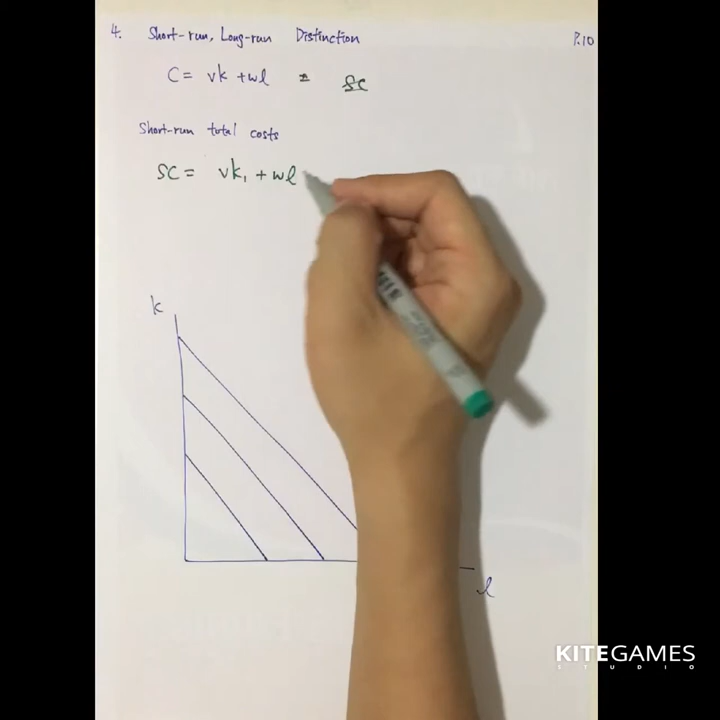 4. Short-run, Long-run Distinction P.10
C = vk + wl = SC
Short-run total costs
SC = vk₁ + wl
k
l
KITEGAMES
STUDIO